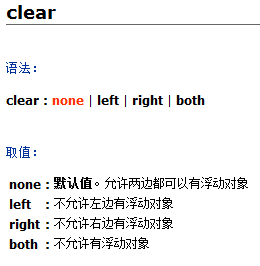 clear
语法：
clear : none | left | right | both
取值：
none : 默认值。允许两边都可以有浮动对象
left : 不允许左边有浮动对象
right : 不允许右边有浮动对象
both : 不允许有浮动对象